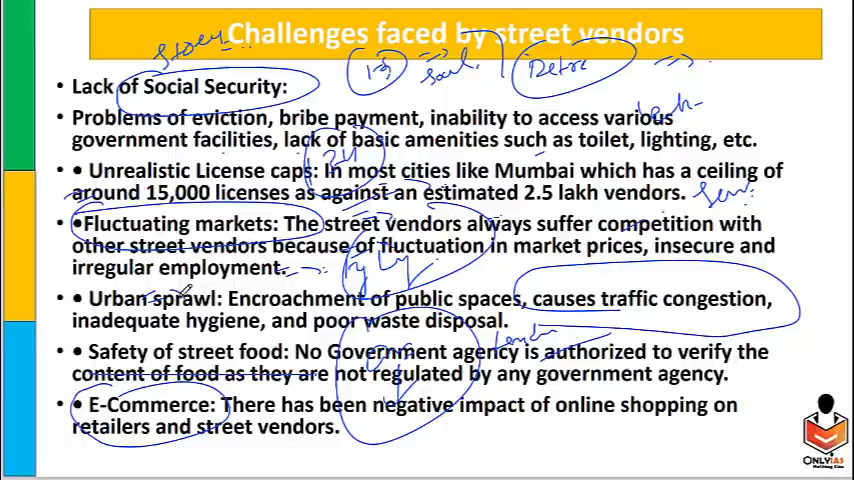 Challenges faced by street vendors
• Lack of Social Security:
• Problems of eviction, bribe payment, inability to access various
government facilities, lack of basic amenities such as toilet, lighting, etc.
• • Unrealistic License caps: In most cities like Mumbai which has a ceiling of
around 15,000 licenses as against an estimated 2.5 lakh vendors.
• •Fluctuating markets: The street vendors always suffer competition with
other street vendors because of fluctuation in market prices, insecure and
irregular employment.
• • Urban sprawl: Encroachment of public spaces, causes traffic congestion,
inadequate hygiene, and poor waste disposal.
• • Safety of street food: No Government agency is authorized to verify the
content of food as they are not regulated by any government agency.
• • E-Commerce: There has been negative impact of online shopping on
retailers and street vendors.
ONLYIAS
Nothing Else